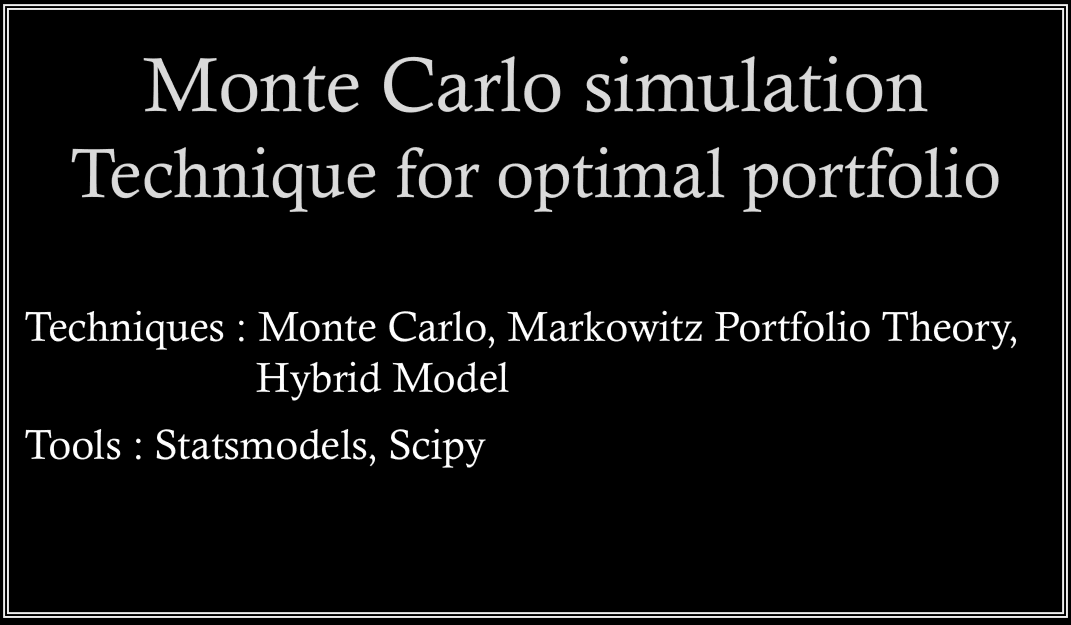 Monte Carlo simulation
Technique for optimal portfolio
Techniques : Monte Carlo, Markowitz Portfolio Theory,
Hybrid Model
Tools : Statsmodels, Scipy